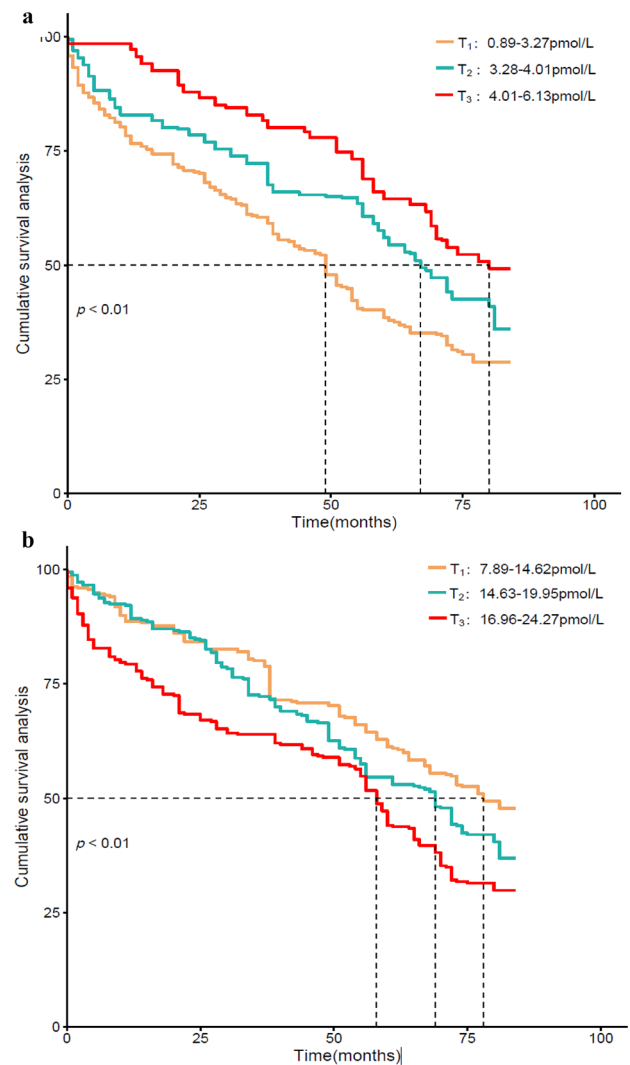 a
100
T1: 0.89-3.27pmol/L
T2: 3.28-4.01pmol/L
T3: 4.01-6.13pmol/L
75
50
25
0
Cumulative survival analysis
p < 0.01
0 25 50 75 100
Time(months)
b
100
T1: 7.89-14.62pmol/L
T2: 14.63-19.95pmol/L
T3: 16.96-24.27pmol/L
75
50
25
0
Cumulative survival analysis
p < 0.01
0 25 50 75 100
Time(months)